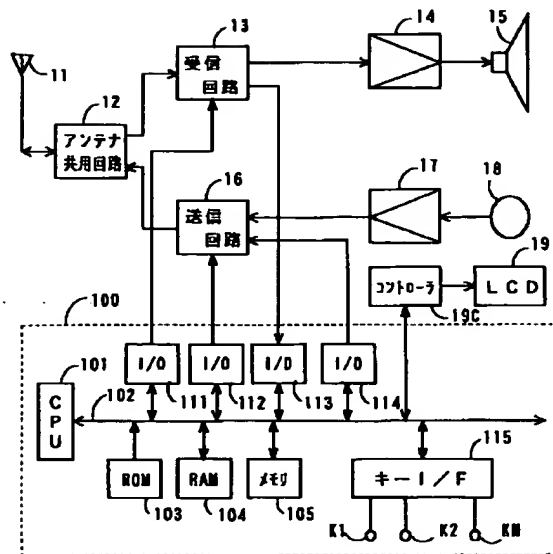 13
14
15
11
受信
回路
12
アンテナ
共用回路
16
送信
回路
17
18
19
コントローラ
LCD
19C
100
101
I/O
I/O
I/O
I/O
CPU
102
111
112
113
114
115
ROM
RAM
メモリ
キーI/F
103
104
105
K1
K2
KN